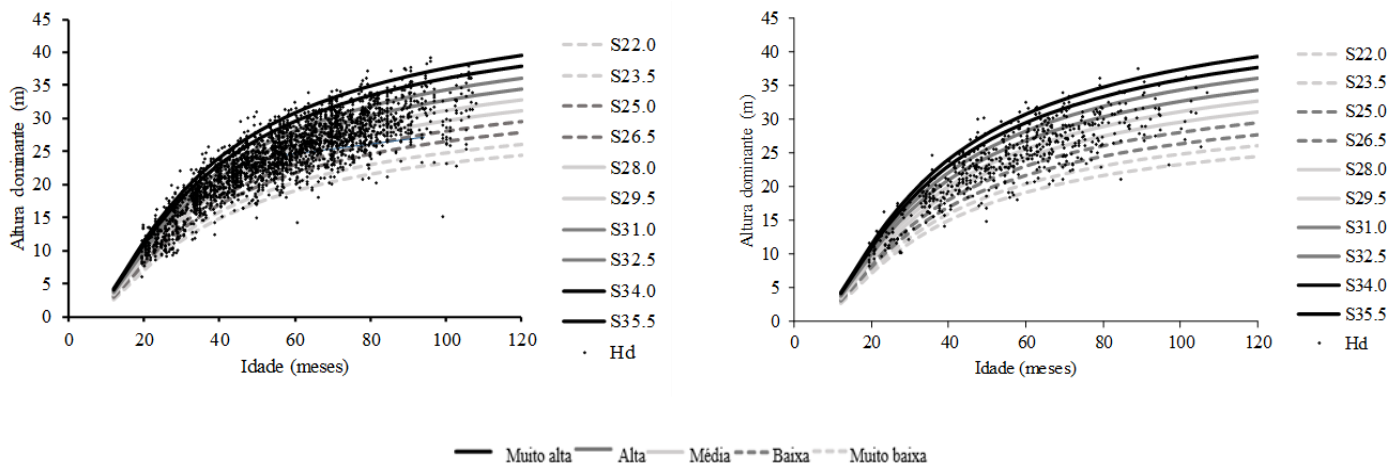 Altura dominante (m)
45
40
35
30
25
20
15
10
5
0
0 20 40 60 80 100 120
Idade (meses)
S22.0
S23.5
S25.0
S26.5
S28.0
S29.5
S31.0
S32.5
S34.0
S35.5
Hd
Altura dominante (m)
45
40
35
30
25
20
15
10
5
0
0 20 40 60 80 100 120
Idade (meses)
S22.0
S23.5
S25.0
S26.5
S28.0
S29.5
S31.0
S32.5
S34.0
S35.5
Hd
Muito alta Alta Média Baixa Muito baixa